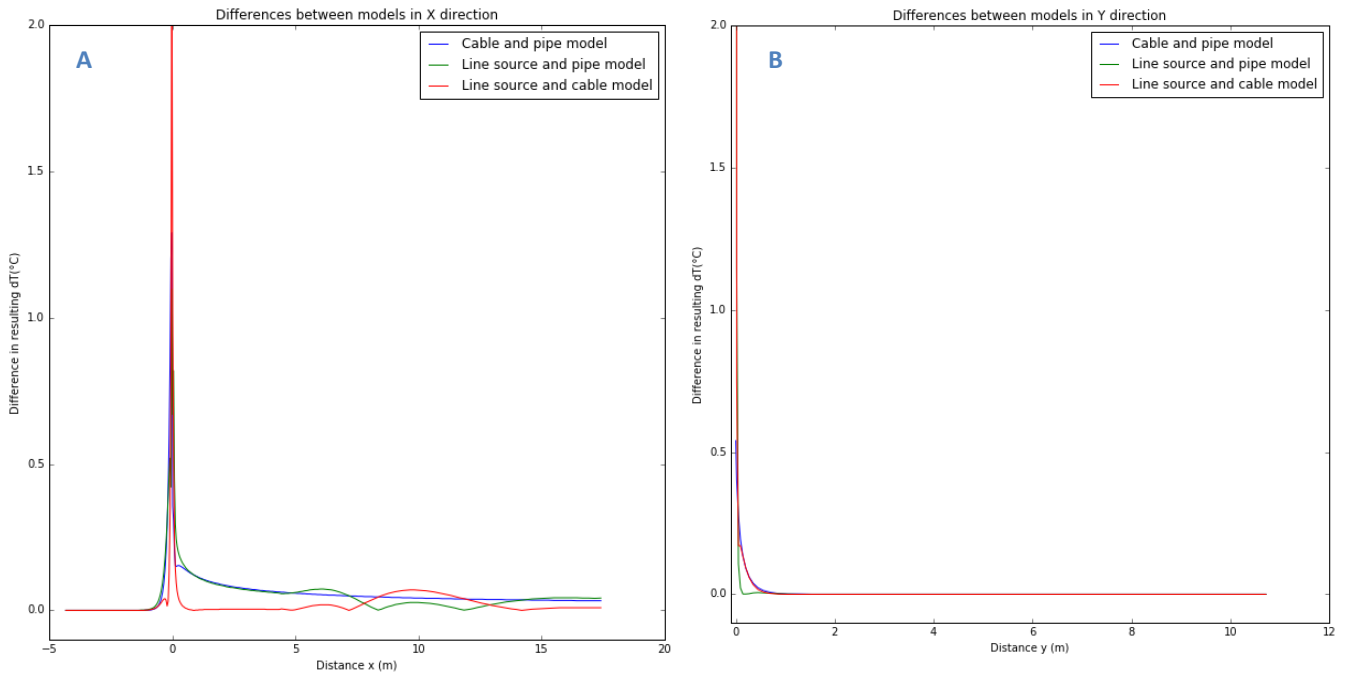 Differences between models in X direction
A
Cable and pipe model
Line source and pipe model
Line source and cable model
Difference in resulting dT(°C)
2.0
1.5
1.0
0.5
0.0
−5
0
5
10
15
20
Distance x (m)
Differences between models in Y direction
B
Cable and pipe model
Line source and pipe model
Line source and cable model
Difference in resulting dT(°C)
2.0
1.5
1.0
0.5
0.0
0
2
4
6
8
10
12
Distance y (m)